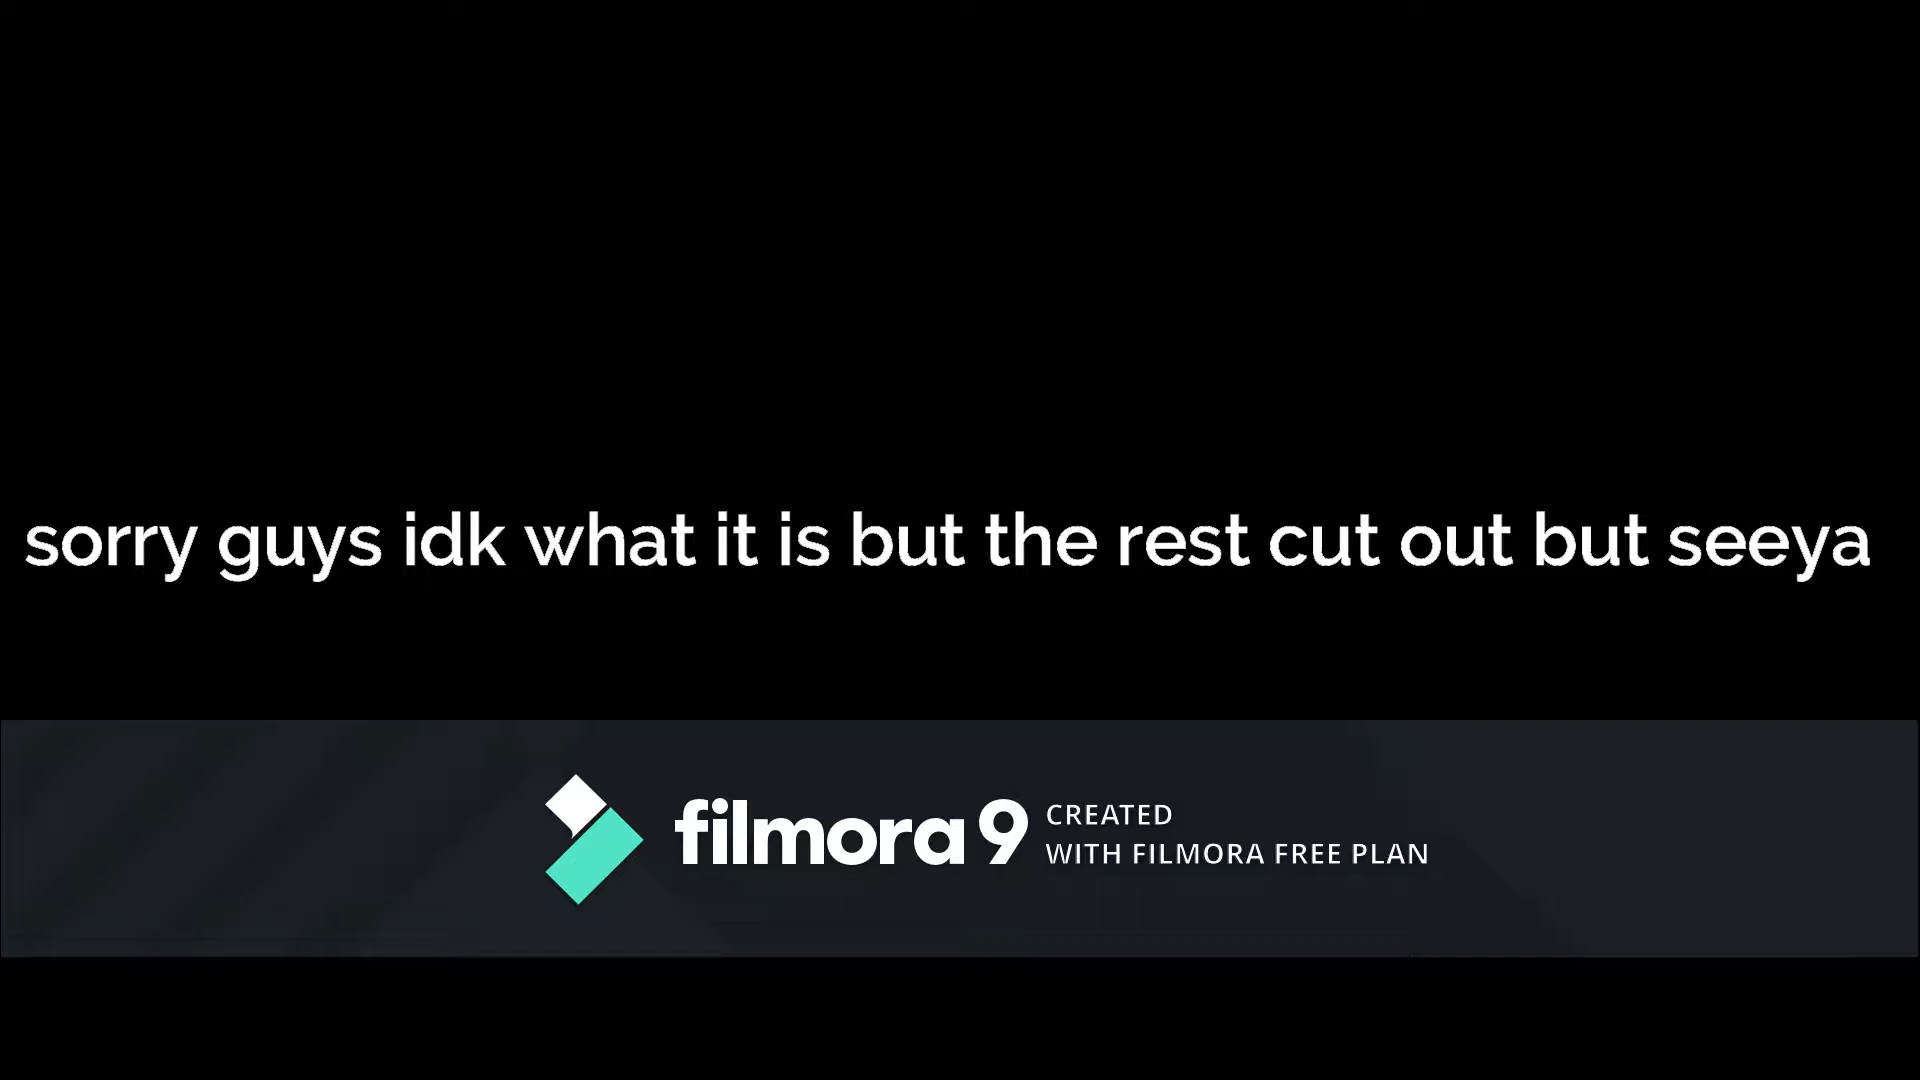 sorry guys idk what it is but the rest cut out but seeya
filmora 9 CREATED
WITH FILMORA FREE PLAN